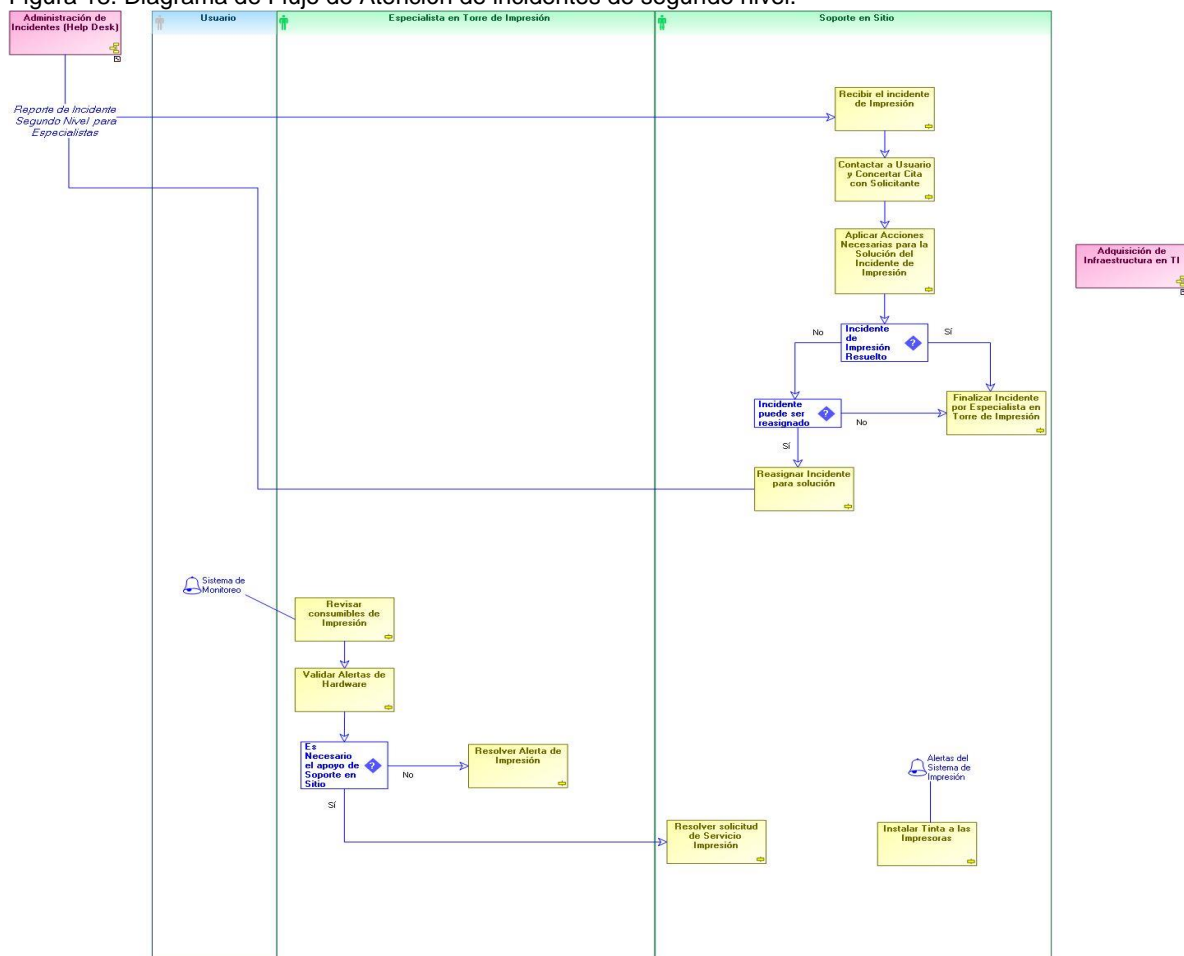 Figura 18. Diagrama de Flujo de Atención de incidentes de segundo nivel.
Administración de
Incidentes (Help Desk)
Usuario
Especialista en Torre de Impresión
Soporte en Sitio
Reporte de Incidente
Segundo Nivel para
Especialistas
Recibir el incidente
de Impresión
Contactar a Usuario
y Concertar Cita
con Solicitante
Aplicar Acciones
Necesarias para la
Solución del
Incidente de
Impresión
Adquisición de
Infraestructura en TI
Incidente
de
Impresión
Resuelto
No
Sí
Incidente
puede ser
reasignado
No
Sí
Finalizar Incidente
por Especialista en
Torre de Impresión
Reasignar Incidente
para solución
Sistema de
Monitoreo
Revisar
consumibles de
Impresión
Validar Alertas de
Hardware
Es
Necesario
el apoyo de
Soporte en
Sitio
No
Sí
Resolver Alerta de
Impresión
Resolver solicitud
de Servicio
Impresión
Alertas del
Sistema de
Impresión
Instalar Tinta a las
Impresoras